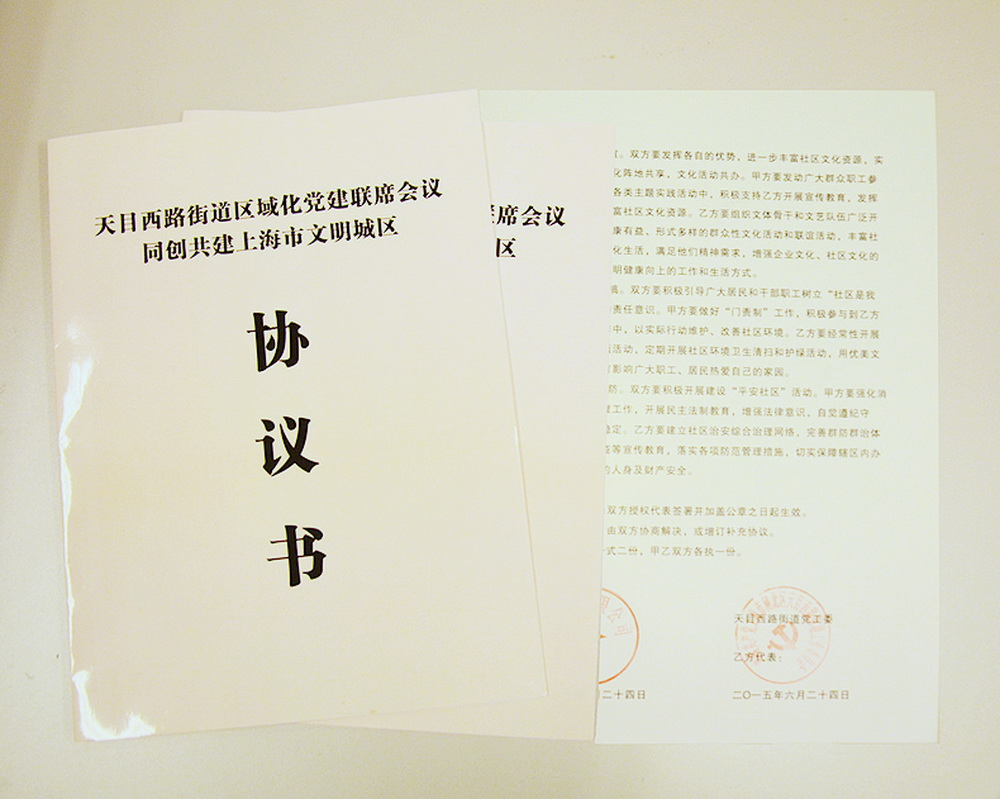 天目西路街道区域化党建联席会议
同创共建上海市文明城区
协
议
书
席会议
区
。双方要发挥各自的优势，进一步丰富社区文化资源，实
化阵地共享，文化活动共办。甲方要发动广大群众职工参
各类主题实践活动中，积极支持乙方开展宣传教育，发挥
富社区文化资源。乙方要组织文体骨干和文艺队伍广泛开
康有益、形式多样的群众性文化活动和联谊活动，丰富社
化生活，满足他们精神需求，增强企业文化、社区文化的
明健康向上的工作和生活方式。
。双方要积极引导广大居民和干部职工树立“社区是我
责任意识。甲方要做好“门责制”工作，积极参与到乙方
中，以实际行动维护、改善社区环境。乙方要经常性开展
活动，定期开展社区环境卫生清扫和护绿活动，用优美文
影响广大职工、居民热爱自己的家园。
防。双方要积极开展建设“平安社区”活动。甲方要强化消
工作，开展民主法制教育，增强法律意识，自觉遵纪守
稳定。乙方要建立社区治安综合治理网络，完善群防群治体
等宣传教育，落实各项防范管理措施，切实保障辖区内办
的人身及财产安全。
双方授权代表签署并加盖公章之日起生效。
由双方协商解决，或增订补充协议。
式二份，甲乙双方各执一份。
天目西路街道党工委
乙方代表：
月二十四日
二〇一五年六月二十四日